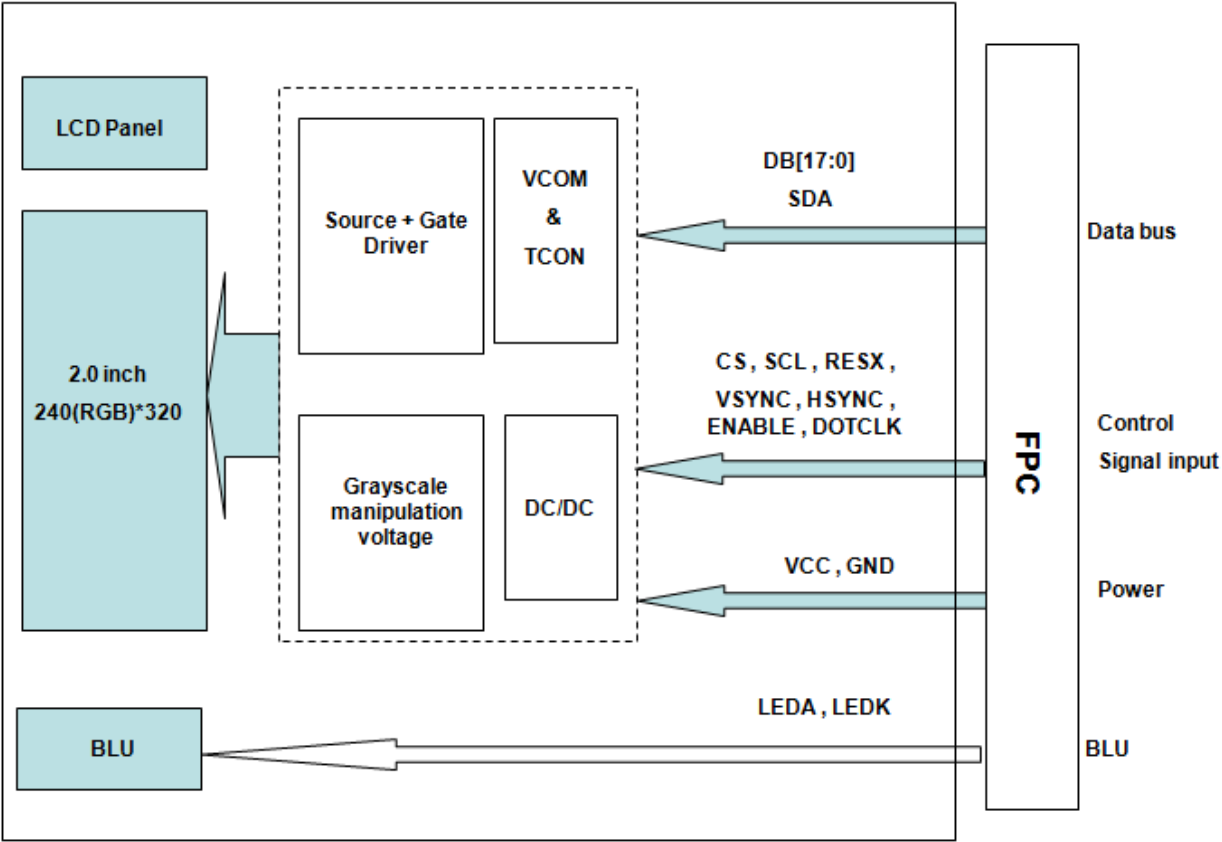 LCD Panel
2.0 inch
240(RGB)*320
BLU
Source + Gate
Driver
VCOM
&
TCON
Grayscale
manipulation
voltage
DC/DC
DB[17:0]
SDA
CS , SCL , RESX ,
VSYNC , HSYNC ,
ENABLE , DOTCLK
VCC , GND
LEDA , LEDK
FPC
Data bus
Control
Signal input
Power
BLU